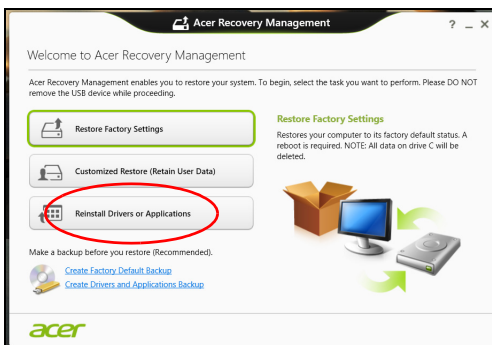 Acer Recovery Management
? _ X
Welcome to Acer Recovery Management
Acer Recovery Management enables you to restore your system. To begin, select the task you want to perform. Please DO NOT
remove the USB device while proceeding.
Restore Factory Settings
Customized Restore (Retain User Data)
Reinstall Drivers or Applications
Restore Factory Settings
Restores your computer to its factory default status. A
reboot is required. NOTE: All data on drive C will be
deleted.
Make a backup before you restore (Recommended).
Create Factory Default Backup
Create Drivers and Applications Backup
acer